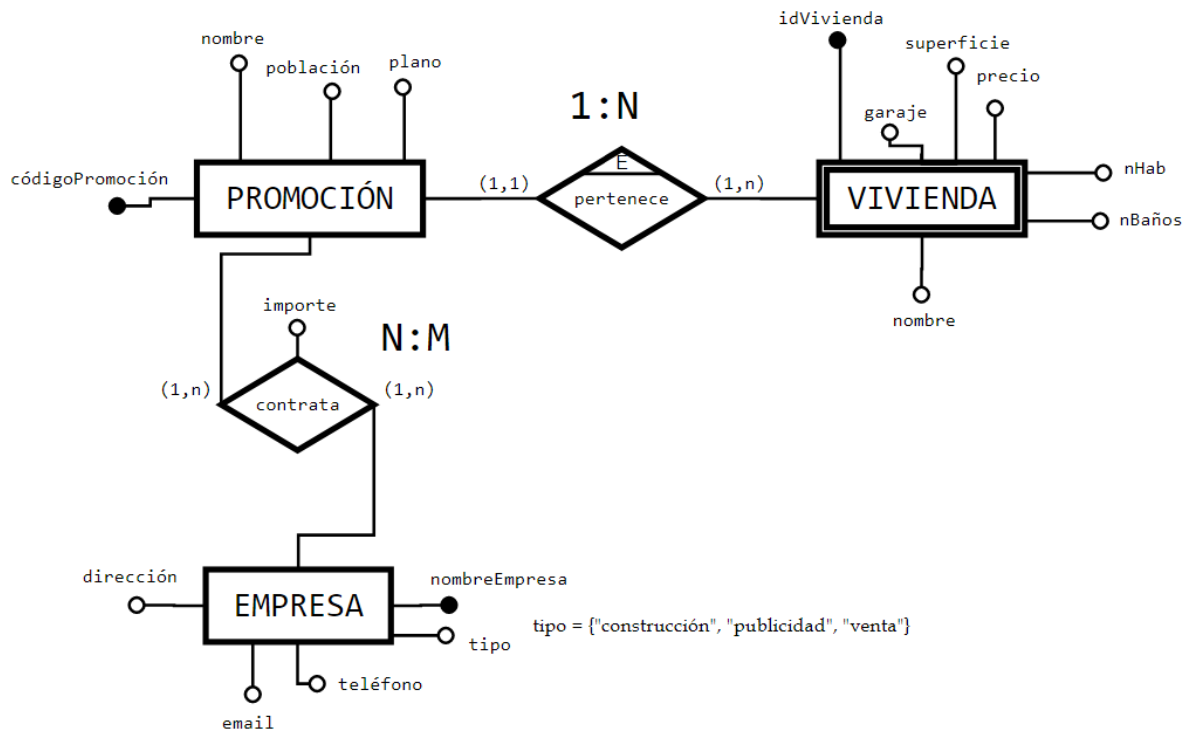 idVivienda
nombre
superficie
población
plano
precio
1:N
garaje
E
nHab
códigoPromoción
PROMOCIÓN
(1,1)
pertenece
(1,n)
VIVIENDA
nBaños
importe
nombre
N:M
(1,n)
contrata
(1,n)
dirección
nombreEmpresa
EMPRESA
tipo
tipo = {"construcción", "publicidad", "venta"}
teléfono
email